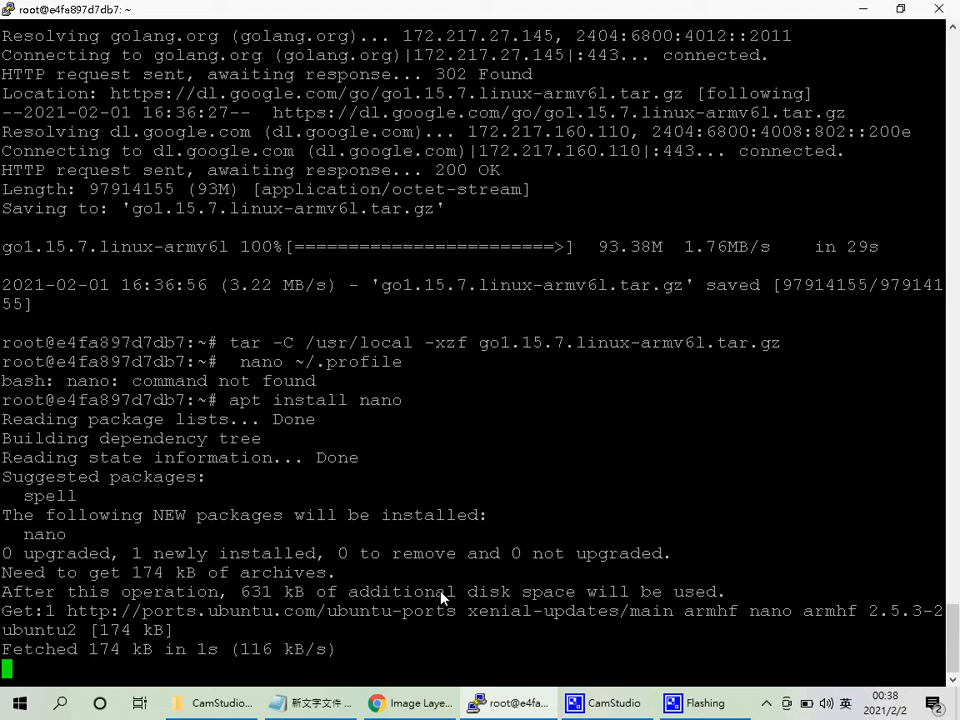 root@e4fa897d7db7: ~
Resolving golang.org (golang.org)... 172.217.27.145, 2404:6800:4012::2011
Connecting to golang.org (golang.org)|172.217.27.145|:443... connected.
HTTP request sent, awaiting response... 302 Found
Location: https://dl.google.com/go/go1.15.7.linux-armv6l.tar.gz [following]
--2021-02-01 16:36:27--  https://dl.google.com/go/go1.15.7.linux-armv6l.tar.gz
Resolving dl.google.com (dl.google.com)... 172.217.160.110, 2404:6800:4008:802::200e
Connecting to dl.google.com (dl.google.com)|172.217.160.110|:443... connected.
HTTP request sent, awaiting response... 200 OK
Length: 97914155 (93M) [application/octet-stream]
Saving to: 'go1.15.7.linux-armv6l.tar.gz'
go1.15.7.linux-armv6l 100%[========================>]  93.38M  1.76MB/s    in 29s
2021-02-01 16:36:56 (3.22 MB/s) - 'go1.15.7.linux-armv6l.tar.gz' saved [97914155/979141
55]
root@e4fa897d7db7:~# tar -C /usr/local -xzf go1.15.7.linux-armv6l.tar.gz
root@e4fa897d7db7:~#  nano ~/.profile
bash: nano: command not found
root@e4fa897d7db7:~# apt install nano
Reading package lists... Done
Building dependency tree
Reading state information... Done
Suggested packages:
  spell
The following NEW packages will be installed:
  nano
0 upgraded, 1 newly installed, 0 to remove and 0 not upgraded.
Need to get 174 kB of archives.
After this operation, 631 kB of additional disk space will be used.
Get:1 http://ports.ubuntu.com/ubuntu-ports xenial-updates/main armhf nano armhf 2.5.3-2
ubuntu2 [174 kB]
Fetched 174 kB in 1s (116 kB/s)
CamStudio... 新文字文件 ... Image Laye... root@e4fa... CamStudio Flashing 英 00:38
2021/2/2 2